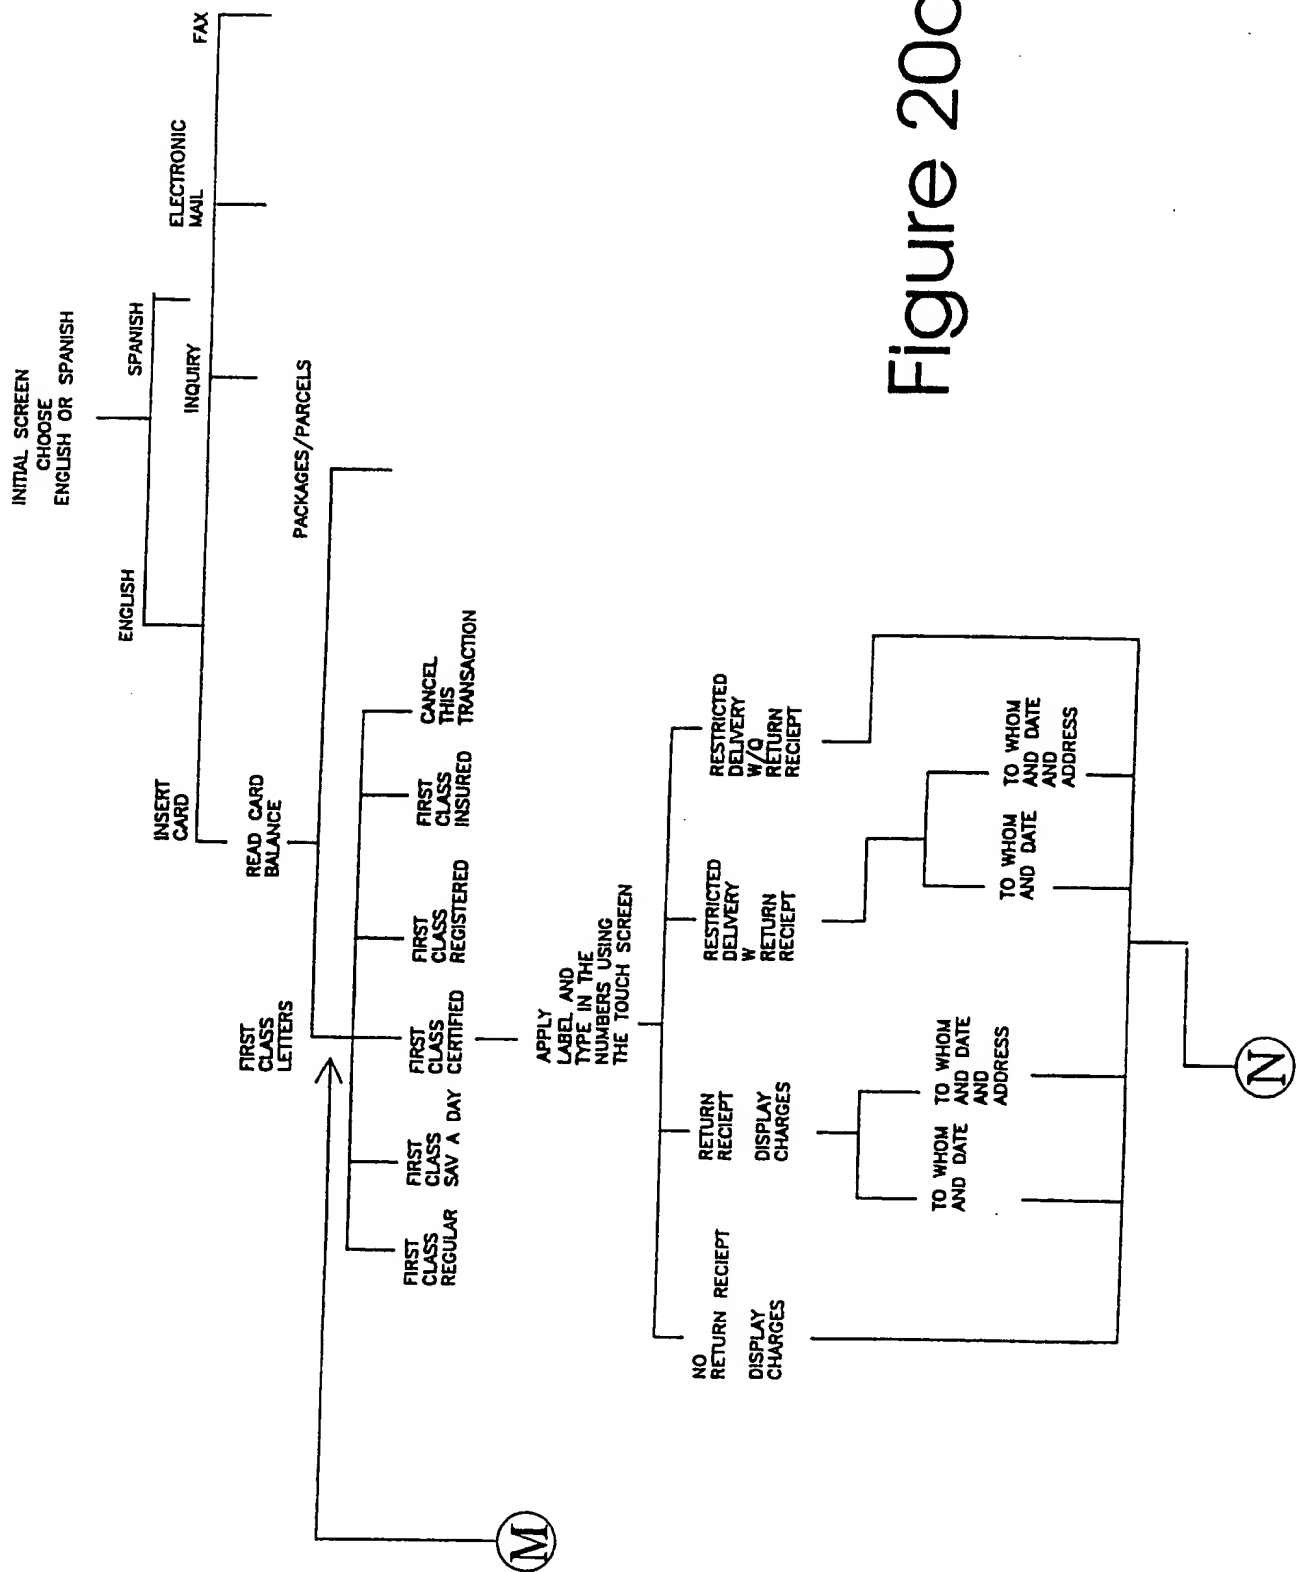 INITIAL SCREEN
CHOOSE
ENGLISH OR SPANISH
ENGLISH
SPANISH
INSERT
CARD
INQUIRY
ELECTRONIC
MAIL
FAX
READ CARD
BALANCE
FIRST
CLASS
LETTERS
PACKAGES/PARCELS
FIRST
CLASS
REGULAR
FIRST
CLASS
SAV A DAY
FIRST
CLASS
CERTIFIED
FIRST
CLASS
REGISTERED
FIRST
CLASS
INSURED
CANCEL
THIS
TRANSACTION
M
APPLY
LABEL AND
TYPE IN THE
NUMBERS USING
THE TOUCH SCREEN
NO
RETURN RECIEPT
DISPLAY
CHARGES
RETURN
RECIEPT
DISPLAY
CHARGES
RESTRICTED
DELIVERY
W
RETURN
RECIEPT
RESTRICTED
DELIVERY
W/O
RETURN
RECIEPT
TO WHOM
AND DATE
TO WHOM
AND DATE
AND
ADDRESS
TO WHOM
AND DATE
TO WHOM
AND DATE
AND
ADDRESS
N
Figure 20c